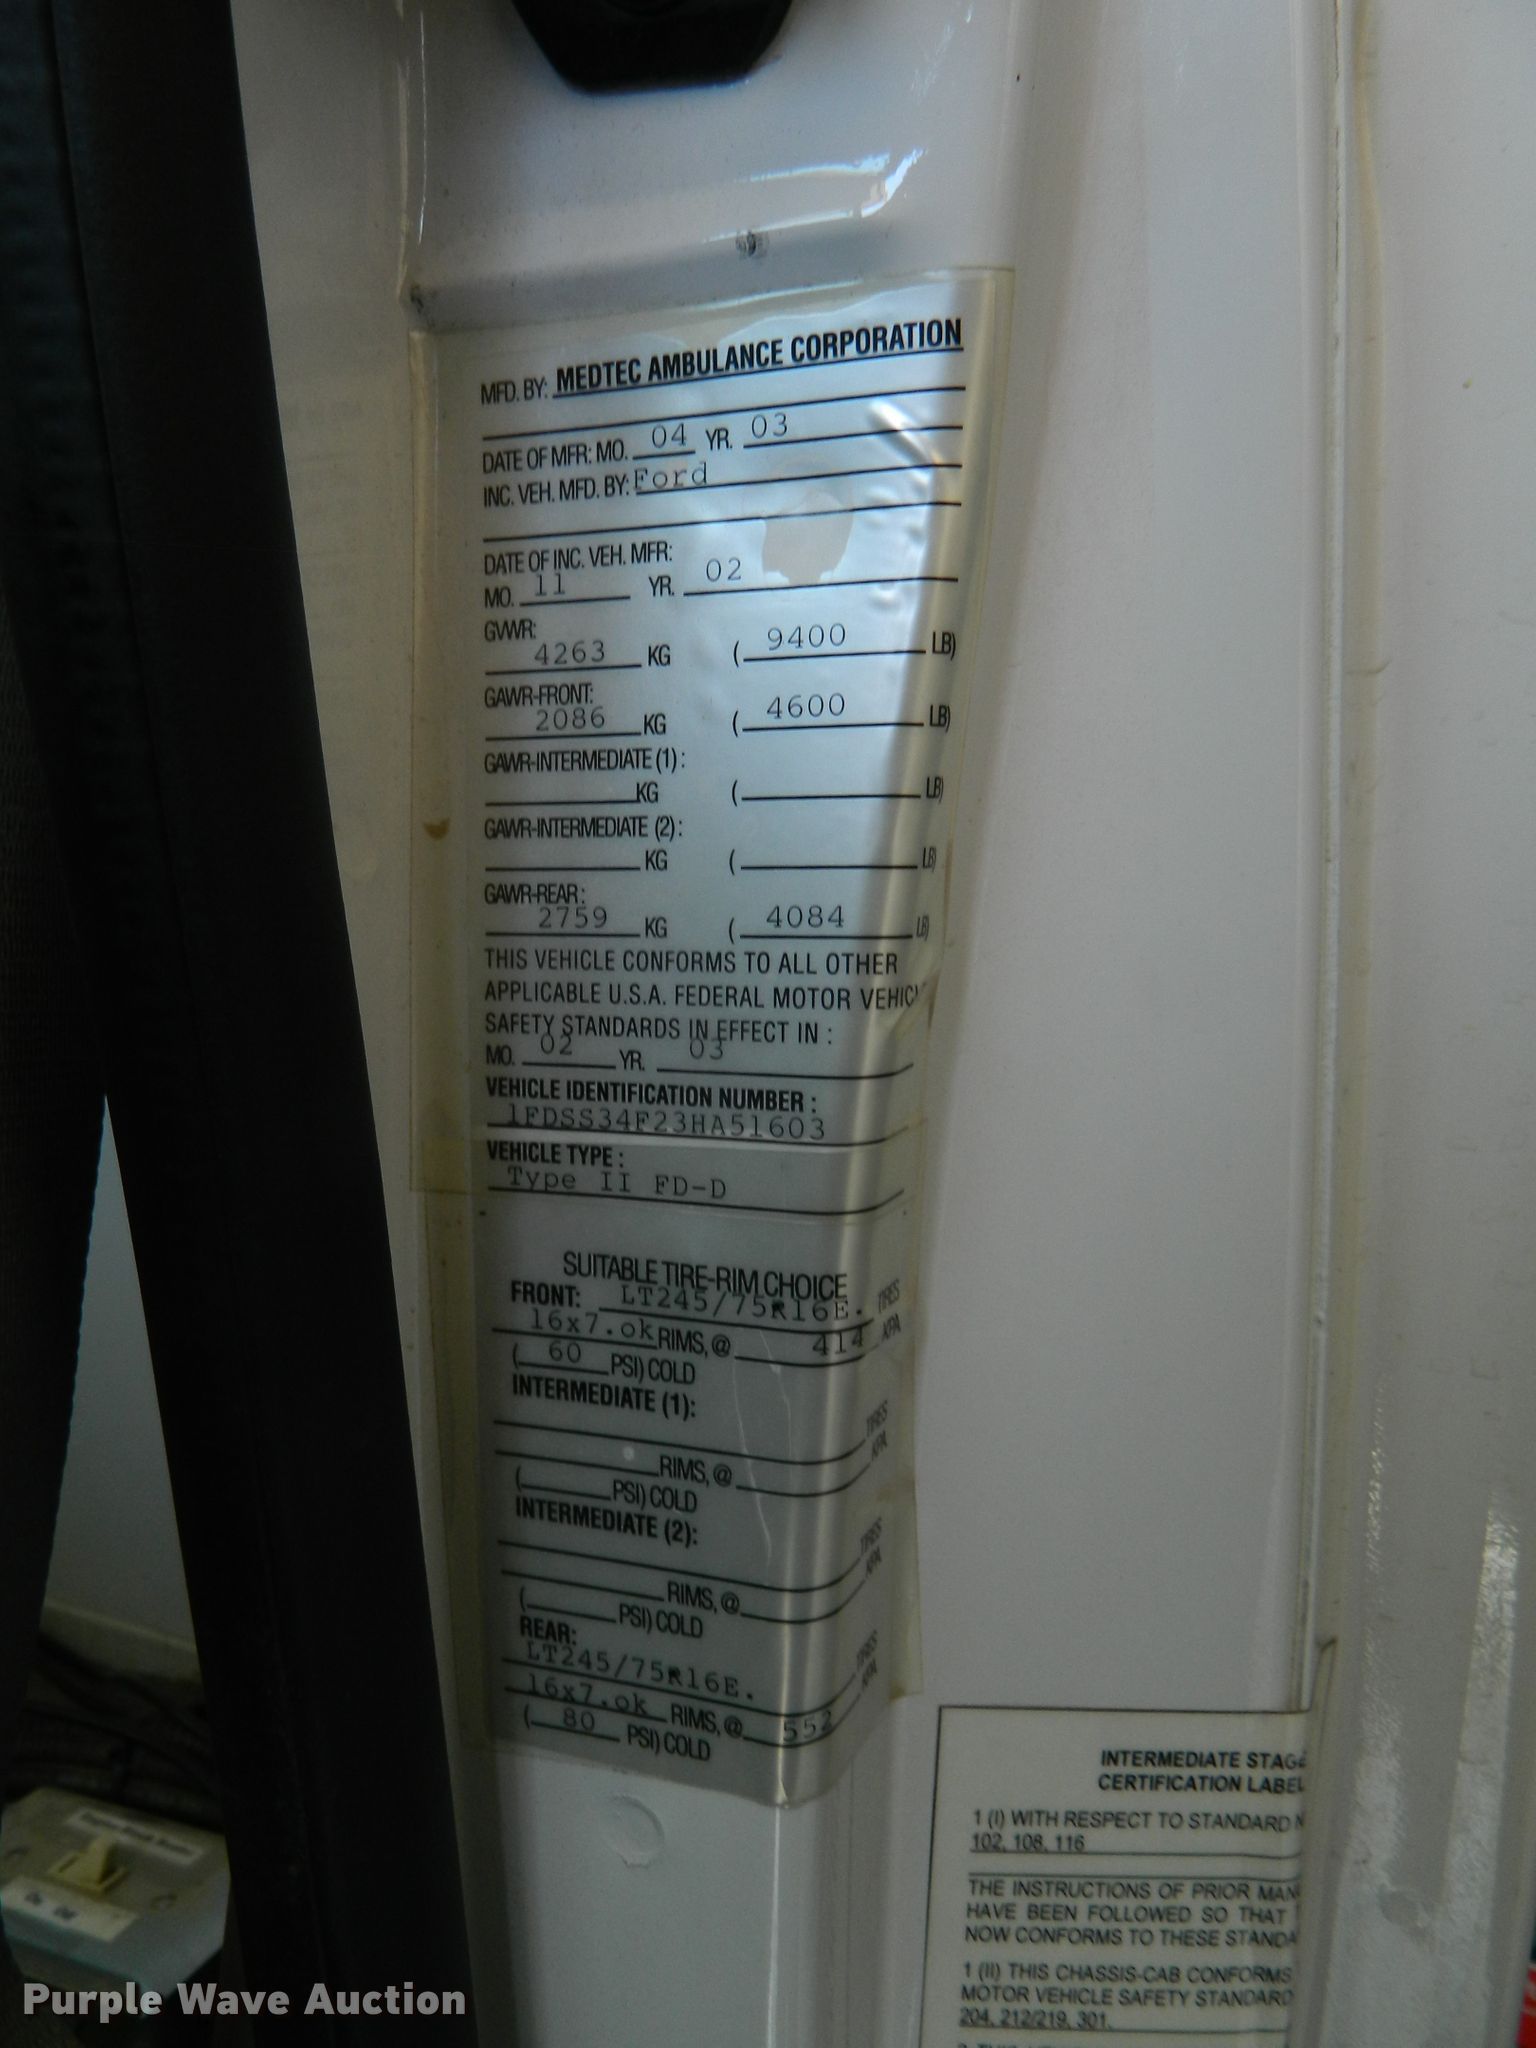 MFD. BY: MEDTEC AMBULANCE CORPORATION
DATE OF MFR: MO. 04 YR. 03
INC. VEH. MFD. BY: Ford
DATE OF INC. VEH. MFR:
MO. 11 YR. 02
GVWR:
4263 KG ( 9400 LB)
GAWR-FRONT:
2086 KG ( 4600 LB)
GAWR-INTERMEDIATE (1) :
KG ( LB)
GAWR-INTERMEDIATE (2) :
KG ( LB)
GAWR-REAR :
2759 KG ( 4084 LB)
THIS VEHICLE CONFORMS TO ALL OTHER
APPLICABLE U.S.A. FEDERAL MOTOR VEHIC
SAFETY STANDARDS IN EFFECT IN :
MO. 02 YR. 03
VEHICLE IDENTIFICATION NUMBER :
1FDSS34F23HA51603
VEHICLE TYPE :
Type II FD-D
SUITABLE TIRE-RIM CHOICE
FRONT: LT245/75R16E. TIRES
16x7.ok RIMS, @ 414 KPA
( 60 PSI) COLD
INTERMEDIATE (1):
TIRES
RIMS, @ KPA
( PSI) COLD
INTERMEDIATE (2):
TIRES
RIMS, @ KPA
( PSI) COLD
REAR:
LT245/75R16E. TIRES
16x7.ok RIMS, @ 552 KPA
( 80 PSI) COLD
INTERMEDIATE STAGE
CERTIFICATION LABEL
1 (I) WITH RESPECT TO STANDARD N
102, 108, 116
THE INSTRUCTIONS OF PRIOR MAN
HAVE BEEN FOLLOWED SO THAT
NOW CONFORMS TO THESE STANDA
1 (II) THIS CHASSIS-CAB CONFORMS
MOTOR VEHICLE SAFETY STANDARD
204, 212/219, 301.
Purple Wave Auction